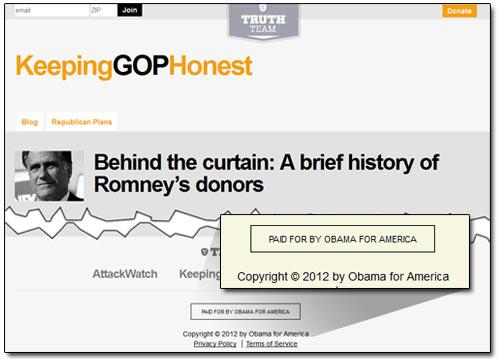 email ZIP Join
Donate
TRUTH
TEAM
KeepingGOPHonest
Blog Republican Plans
Behind the curtain: A brief history of
Romney's donors
AttackWatch Keeping
PAID FOR BY OBAMA FOR AMERICA
Copyright © 2012 by Obama for America
PAID FOR BY OBAMA FOR AMERICA
Copyright © 2012 by Obama for America
Privacy Policy | Terms of Service